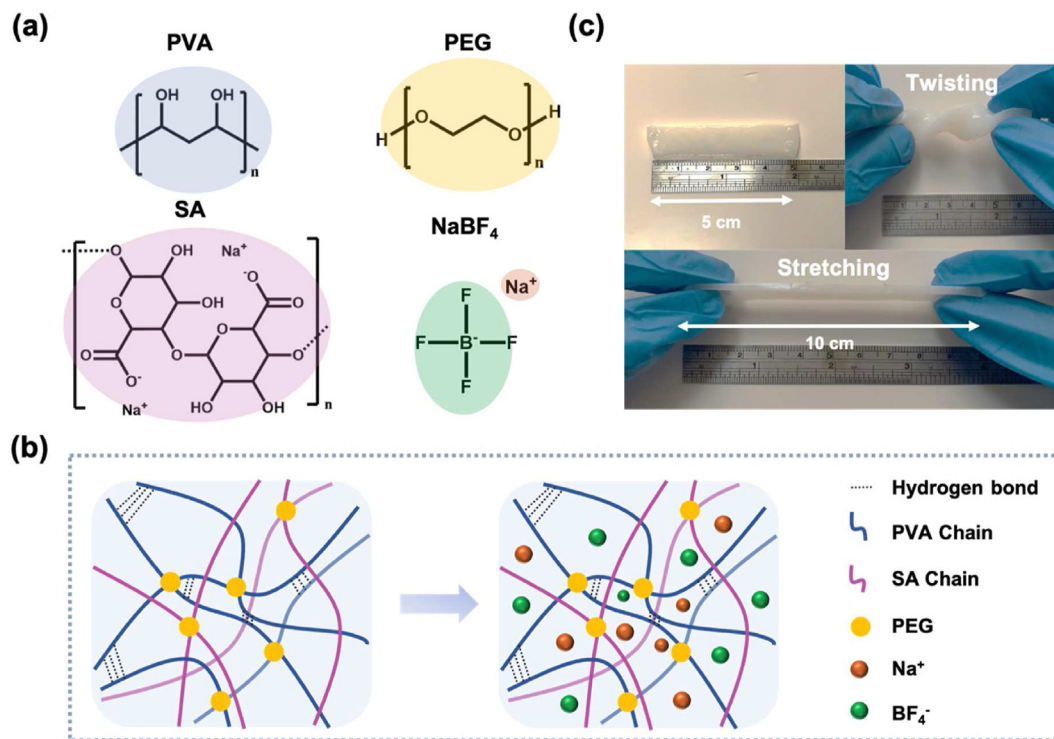 (a)
PVA
OH OH
n
PEG
H O O H
n
SA
O OH Na⁺ ⁻O O
O OH O
O O O
O⁻ Na⁺ HO OH
n
NaBF₄
Na⁺
F
F B⁻ F
F
(c)
5 cm
Twisting
Stretching
10 cm
(b)
Hydrogen bond
PVA Chain
SA Chain
PEG
Na⁺
BF₄⁻